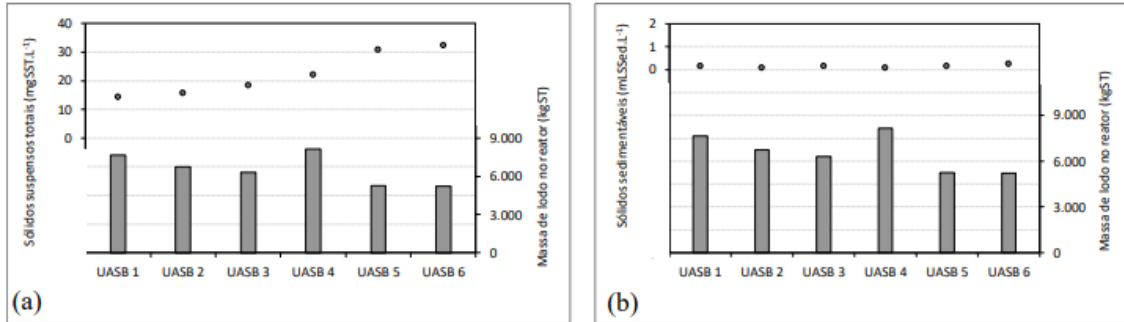 Sólidos suspensos totais (mgSST.L⁻¹)
40
30
20
10
0
9.000
6.000
3.000
0
Massa de lodo no reator (kgST)
UASB 1 UASB 2 UASB 3 UASB 4 UASB 5 UASB 6
(a)
Sólidos sedimentáveis (mLSSed.L⁻¹)
2
1
0
9.000
6.000
3.000
0
Massa de lodo no reator (kgST)
UASB 1 UASB 2 UASB 3 UASB 4 UASB 5 UASB 6
(b)